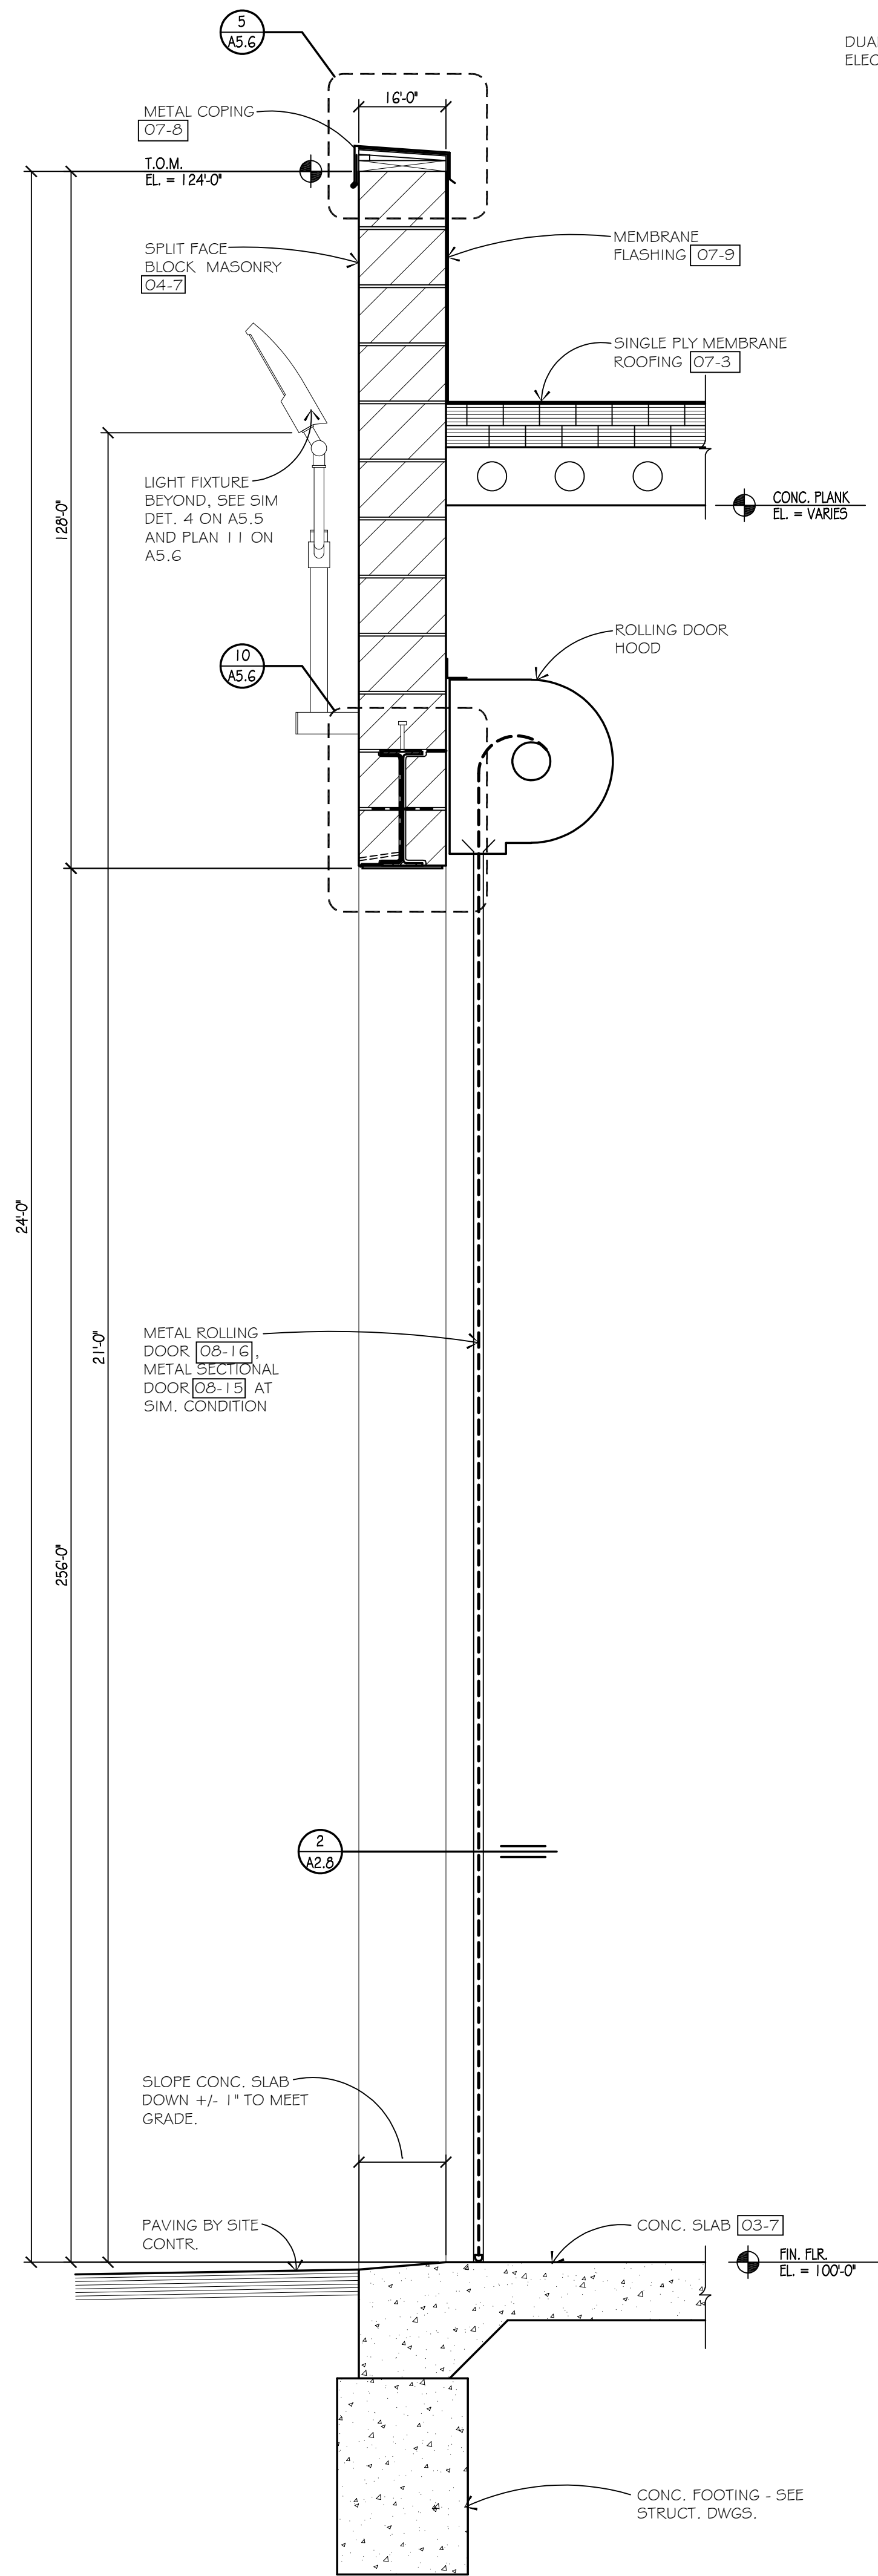 5
A5.6
DUA
ELEC
16'-0"
METAL COPING
07-8
T.O.M.
EL. = 124'-0"
SPLIT FACE
BLOCK MASONRY
04-7
MEMBRANE
FLASHING 07-9
SINGLE PLY MEMBRANE
ROOFING 07-3
LIGHT FIXTURE
BEYOND, SEE SIM
DET. 4 ON A5.5
AND PLAN 11 ON
A5.6
CONC. PLANK
EL. = VARIES
128'-0"
10
A5.6
ROLLING DOOR
HOOD
24'-0"
21'-0"
METAL ROLLING
DOOR 08-16,
METAL SECTIONAL
DOOR 08-15 AT
SIM. CONDITION
256'-0"
2
A2.8
SLOPE CONC. SLAB
DOWN +/- 1" TO MEET
GRADE.
PAVING BY SITE
CONTR.
CONC. SLAB 03-7
FIN. FLR.
EL. = 100'-0"
CONC. FOOTING - SEE
STRUCT. DWGS.